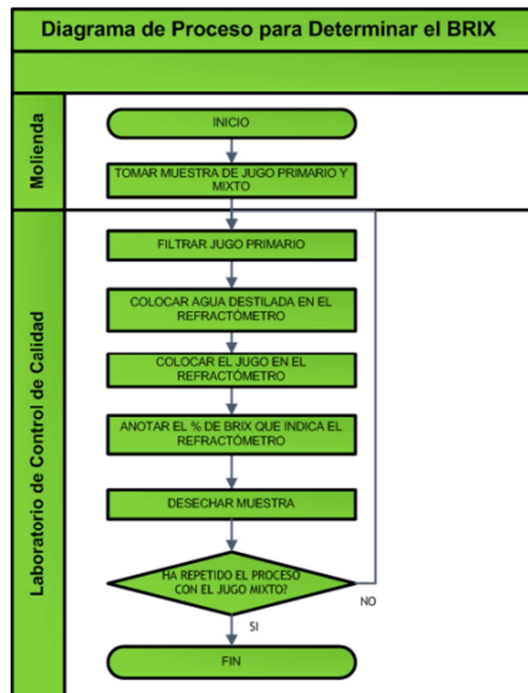 Diagrama de Proceso para Determinar el BRIX
Molienda
INICIO
TOMAR MUESTRA DE JUGO PRIMARIO Y
MIXTO
Laboratorio de Control de Calidad
FILTRAR JUGO PRIMARIO
COLOCAR AGUA DESTILADA EN EL
REFRACTÓMETRO
COLOCAR EL JUGO EN EL
REFRACTÓMETRO
ANOTAR EL % DE BRIX QUE INDICA EL
REFRACTÓMETRO
DESECHAR MUESTRA
HA REPETIDO EL PROCESO
CON EL JUGO MIXTO?
NO
SI
FIN